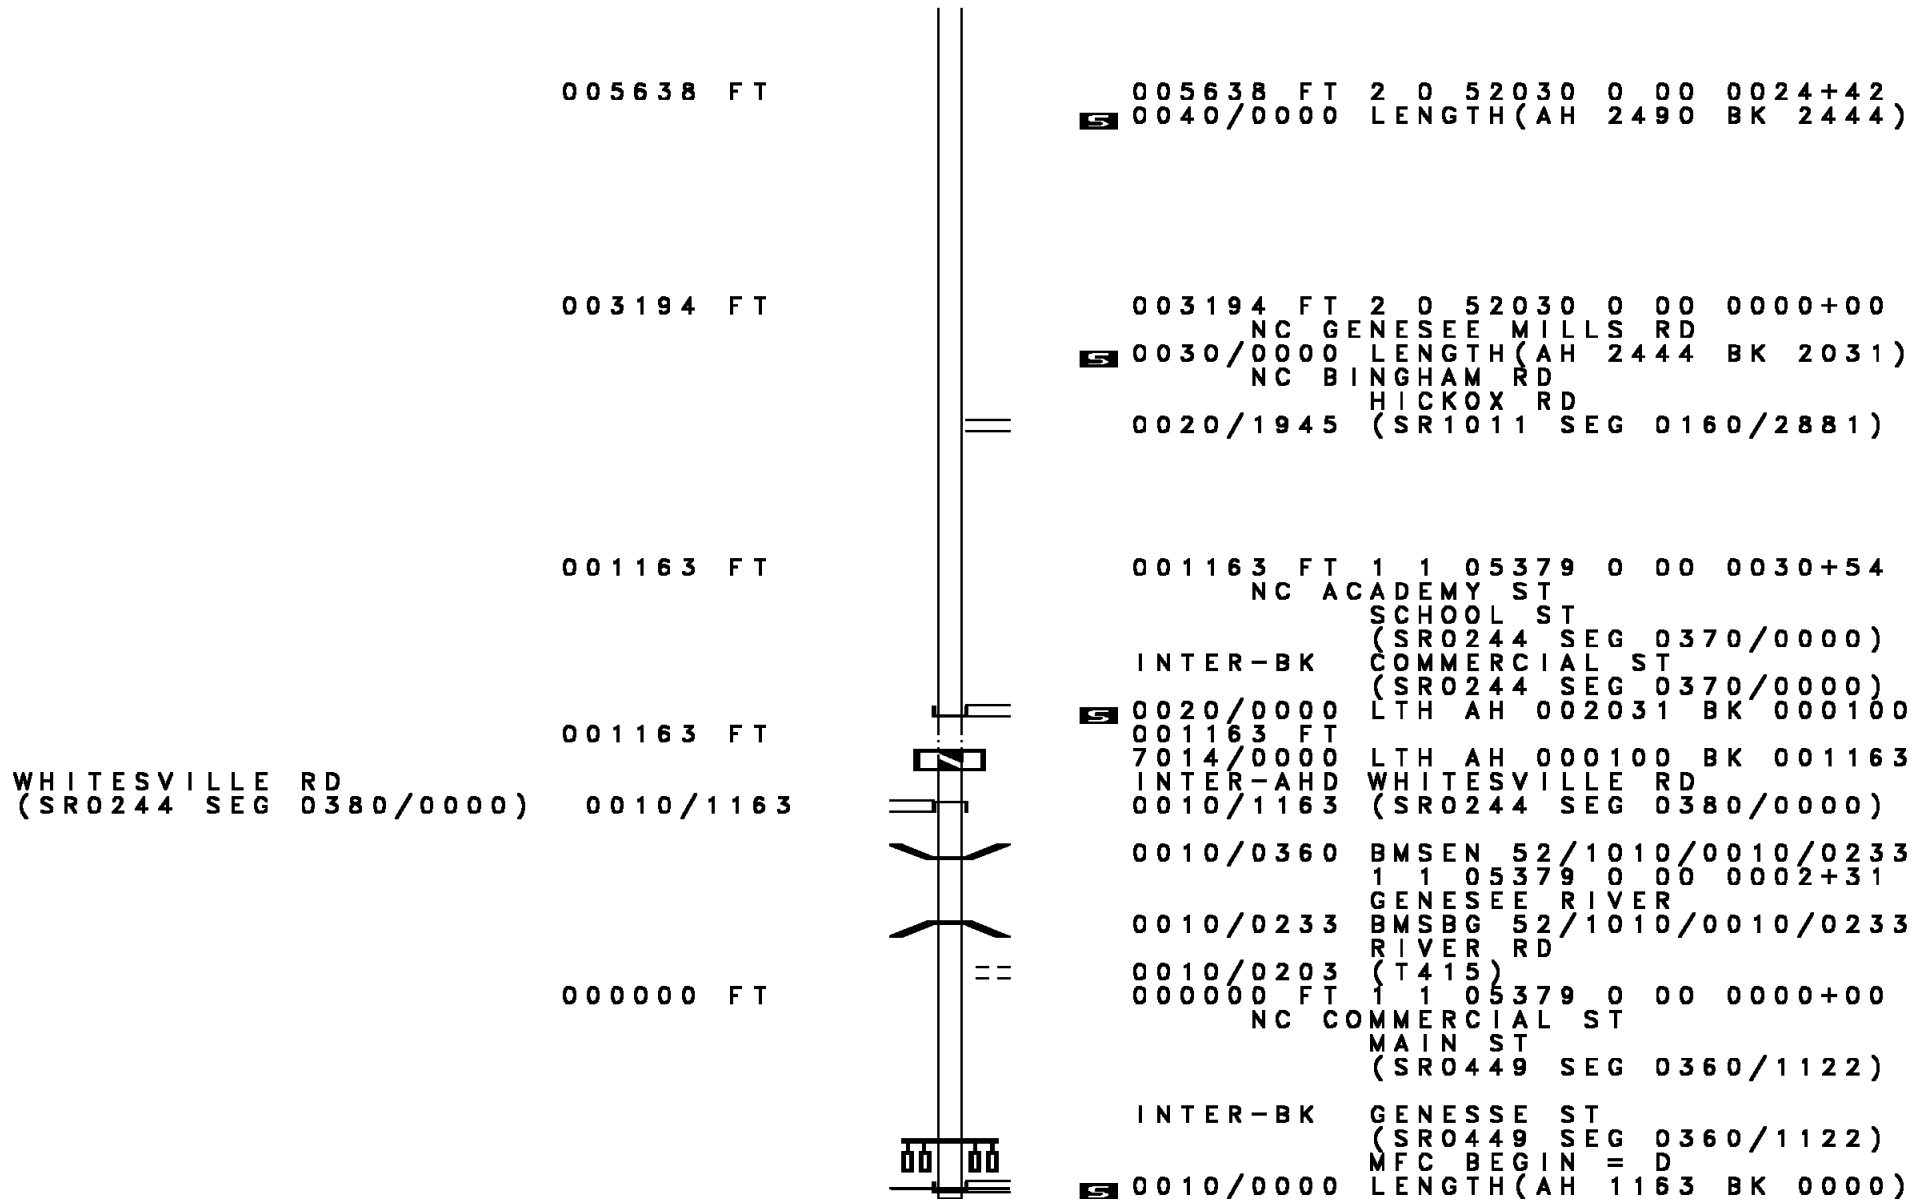 005638 FT 005638 FT 2 0 52030 0 00 0024+42
S 0040/0000 LENGTH(AH 2490 BK 2444)
003194 FT 003194 FT 2 0 52030 0 00 0000+00
NC GENESEE MILLS RD
S 0030/0000 LENGTH(AH 2444 BK 2031)
NC BINGHAM RD
HICKOX RD
0020/1945 (SR1011 SEG 0160/2881)
001163 FT 001163 FT 1 1 05379 0 00 0030+54
NC ACADEMY ST
SCHOOL ST
(SR0244 SEG 0370/0000)
INTER-BK COMMERCIAL ST
(SR0244 SEG 0370/0000)
S 0020/0000 LTH AH 002031 BK 000100
001163 FT 001163 FT
7014/0000 LTH AH 000100 BK 001163
WHITESVILLE RD INTER-AHD WHITESVILLE RD
(SR0244 SEG 0380/0000) 0010/1163 0010/1163 (SR0244 SEG 0380/0000)
0010/0360 BMSEN 52/1010/0010/0233
1 1 05379 0 00 0002+31
GENESEE RIVER
0010/0233 BMSBG 52/1010/0010/0233
RIVER RD
0010/0203 (T415)
000000 FT 000000 FT 1 1 05379 0 00 0000+00
NC COMMERCIAL ST
MAIN ST
(SR0449 SEG 0360/1122)
INTER-BK GENESSE ST
(SR0449 SEG 0360/1122)
MFC BEGIN = D
S 0010/0000 LENGTH(AH 1163 BK 0000)